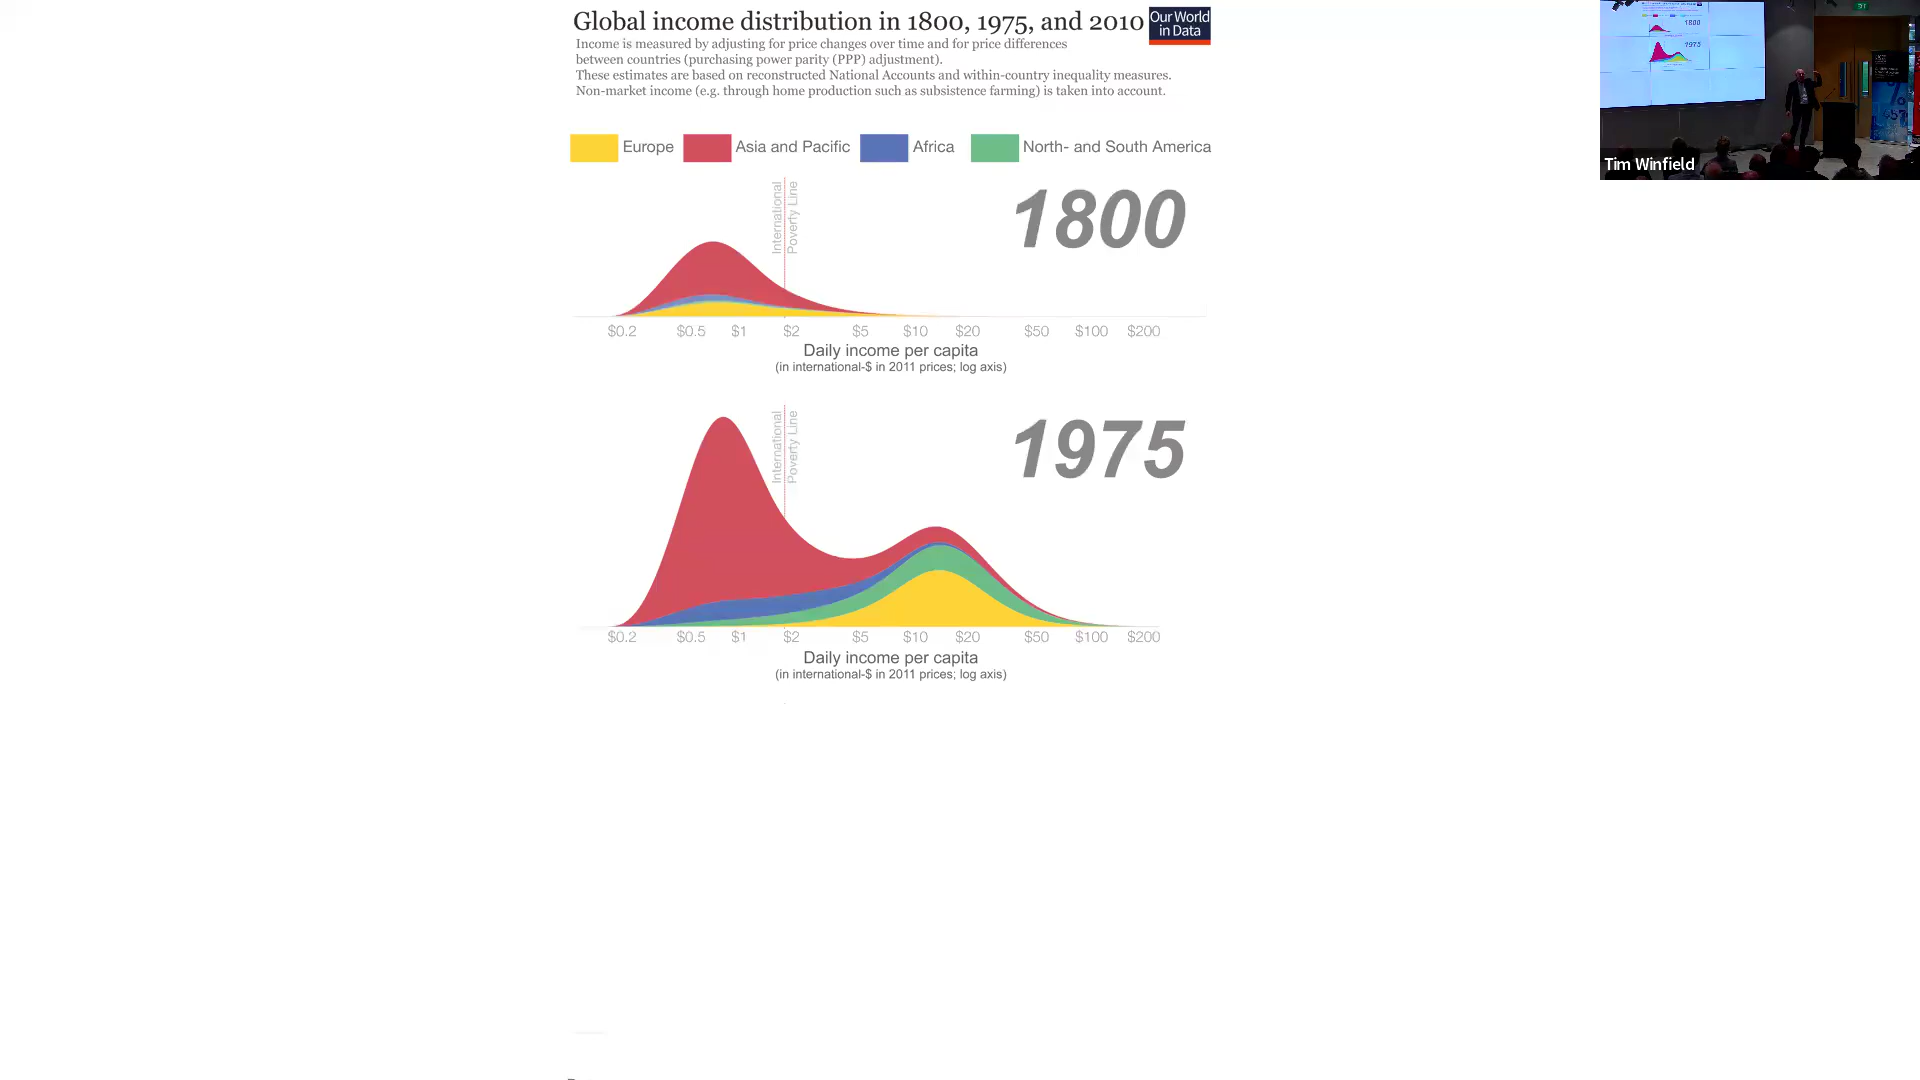 Global income distribution in 1800, 1975, and 2010
Our World
in Data
Income is measured by adjusting for price changes over time and for price differences
between countries (purchasing power parity (PPP) adjustment).
These estimates are based on reconstructed National Accounts and within-country inequality measures.
Non-market income (e.g. through home production such as subsistence farming) is taken into account.
Europe Asia and Pacific Africa North- and South America
International
Poverty Line
1800
$0.2 $0.5 $1 $2 $5 $10 $20 $50 $100 $200
Daily income per capita
(in international-$ in 2011 prices; log axis)
International
Poverty Line
1975
$0.2 $0.5 $1 $2 $5 $10 $20 $50 $100 $200
Daily income per capita
(in international-$ in 2011 prices; log axis)
1800
1975
Tim Winfield